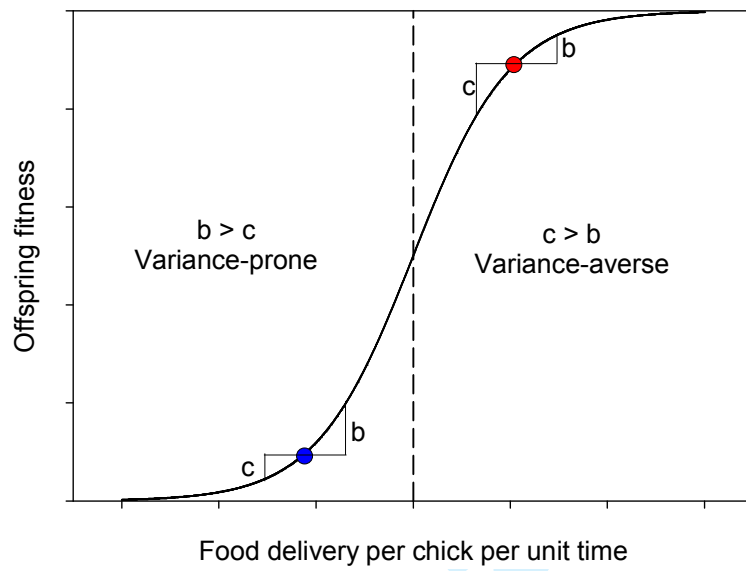 b
c
b > c
Variance-prone
c > b
Variance-averse
b
c
Offspring fitness
Food delivery per chick per unit time